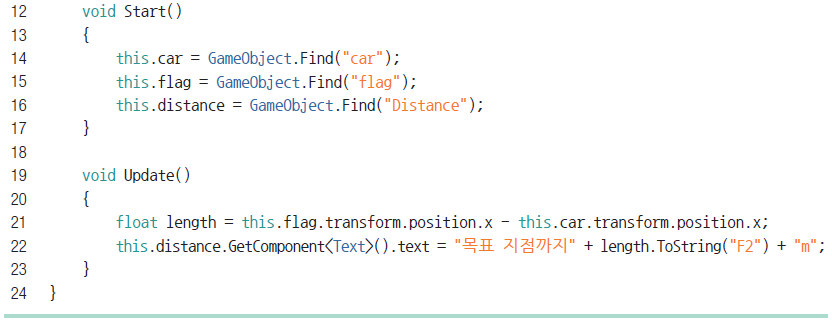 12 void Start()
13 {
14 this.car = GameObject.Find("car");
15 this.flag = GameObject.Find("flag");
16 this.distance = GameObject.Find("Distance");
17 }
18
19 void Update()
20 {
21 float length = this.flag.transform.position.x - this.car.transform.position.x;
22 this.distance.GetComponent<Text>().text = "목표 지점까지" + length.ToString("F2") + "m";
23 }
24 }